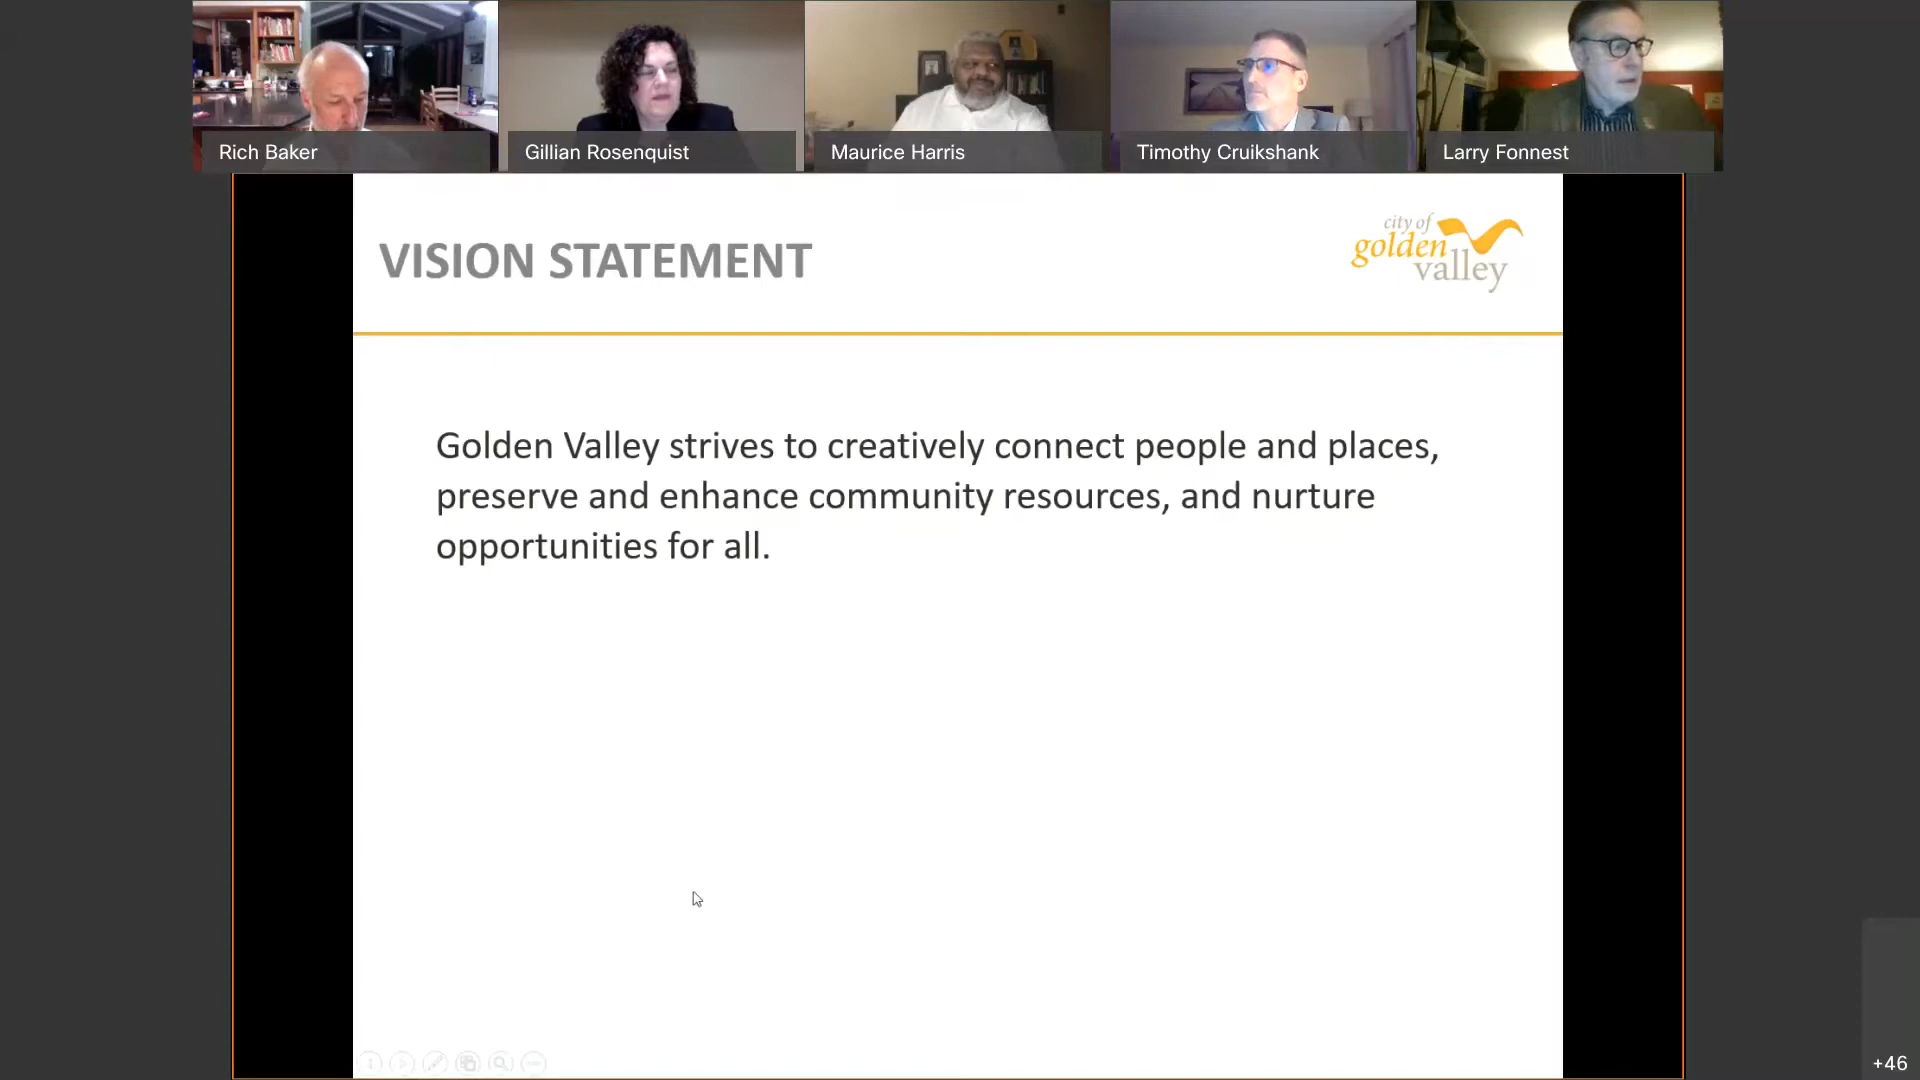 Rich Baker
Gillian Rosenquist
Maurice Harris
Timothy Cruikshank
Larry Fonnest
VISION STATEMENT
city of
golden
valley
Golden Valley strives to creatively connect people and places,
preserve and enhance community resources, and nurture
opportunities for all.
+46